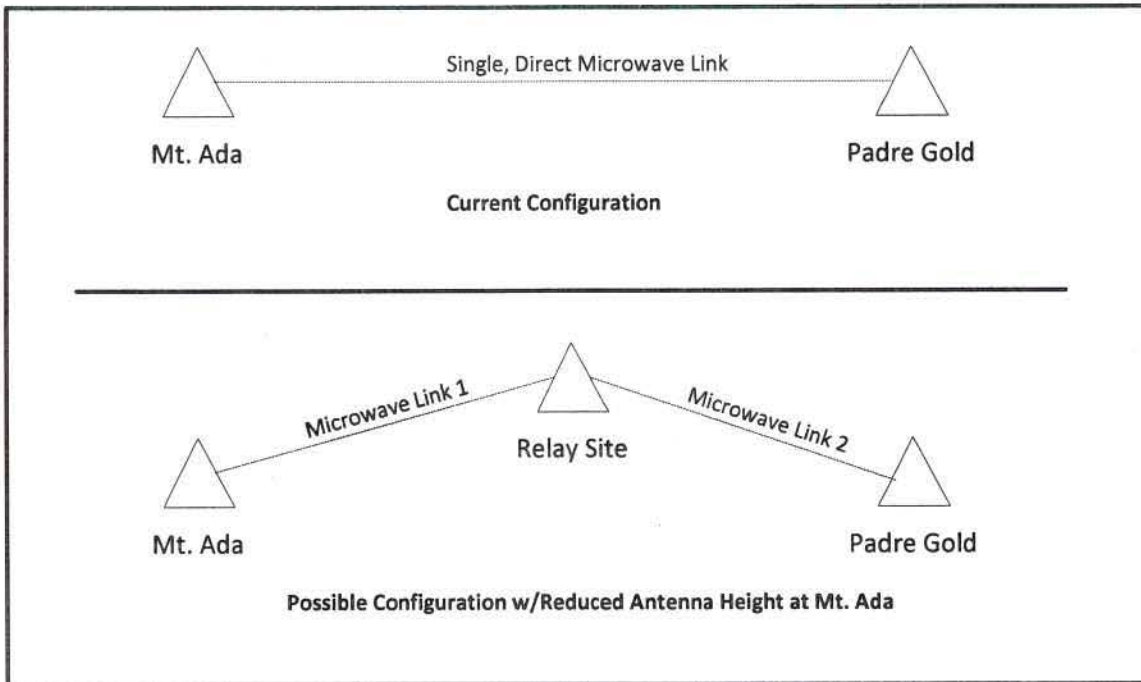 Single, Direct Microwave Link
Mt. Ada
Padre Gold
Current Configuration
Microwave Link 1
Microwave Link 2
Relay Site
Mt. Ada
Padre Gold
Possible Configuration w/Reduced Antenna Height at Mt. Ada